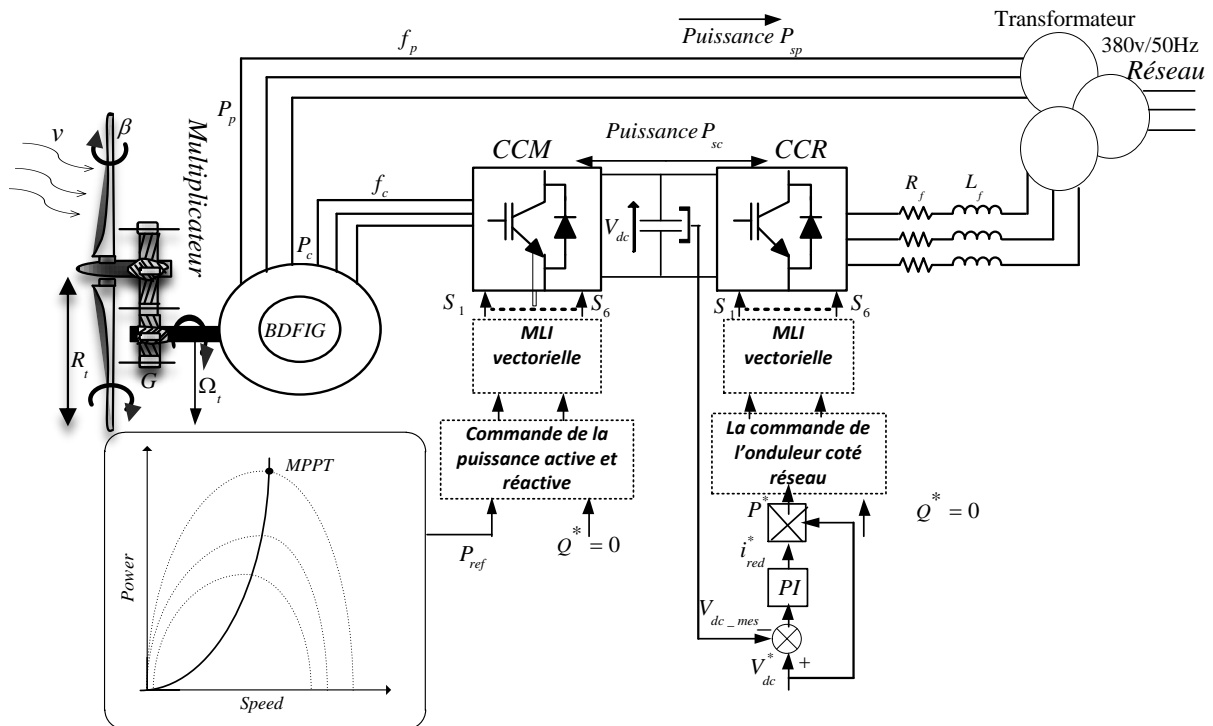 Transformateur
380v/50Hz
Réseau
f_p
Puissance P_sp
P_p
v
β
Multiplicateur
Puissance P_sc
CCM
CCR
f_c
R_f
L_f
V_dc
P_c
BDFIG
S_1
S_6
S_1
S_6
MLI
vectorielle
MLI
vectorielle
R_t
G
Ω_t
Commande de la
puissance active et
réactive
La commande de
l'onduleur coté
réseau
MPPT
P^*
Q^* = 0
P_ref
Q^* = 0
i_red^*
PI
Power
V_dc_mes
−
V_dc^*
+
Speed